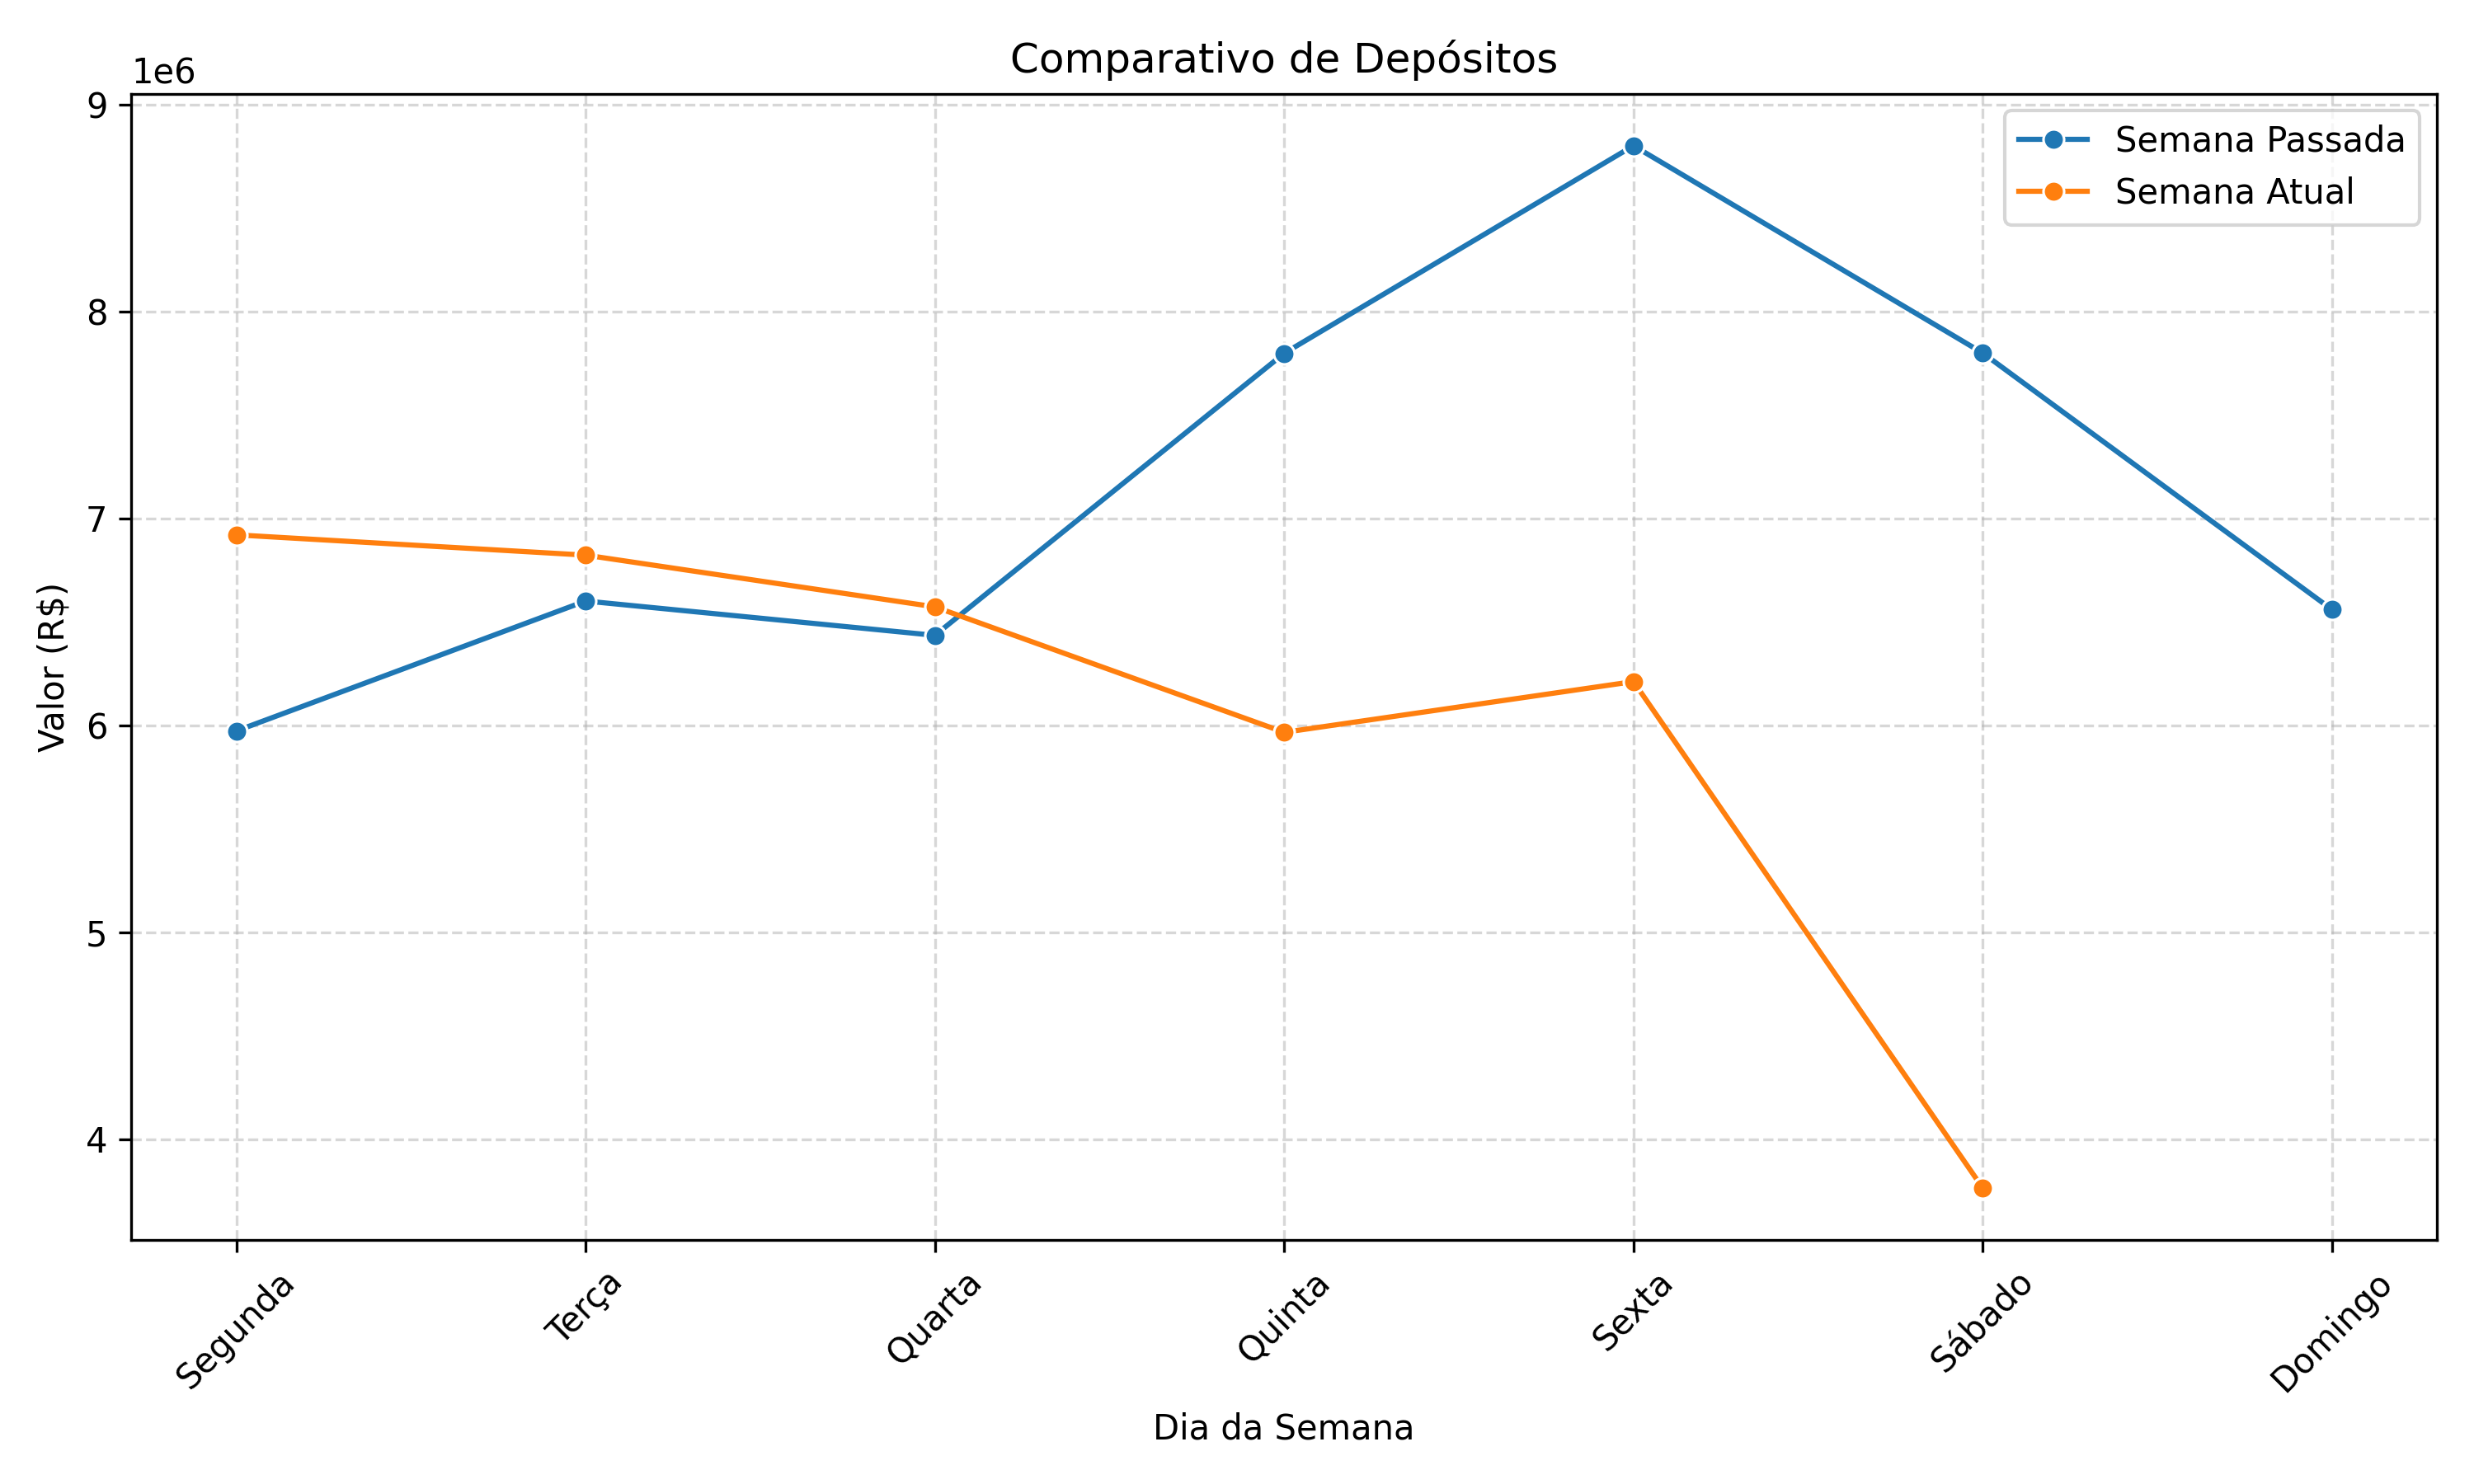 Comparativo de Depósitos
1e6
9
8
7
6
5
4
Valor (R$)
Semana Passada
Semana Atual
Segunda
Terça
Quarta
Quinta
Sexta
Sábado
Domingo
Dia da Semana